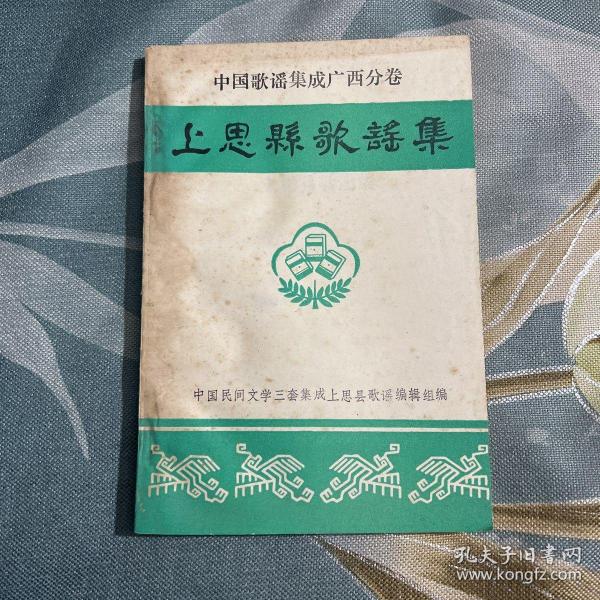 中国歌谣集成广西分卷
上思縣歌謡集
中国民间文学三套集成上思县歌谣编辑组编
孔夫子旧书网
www.kongfz.com